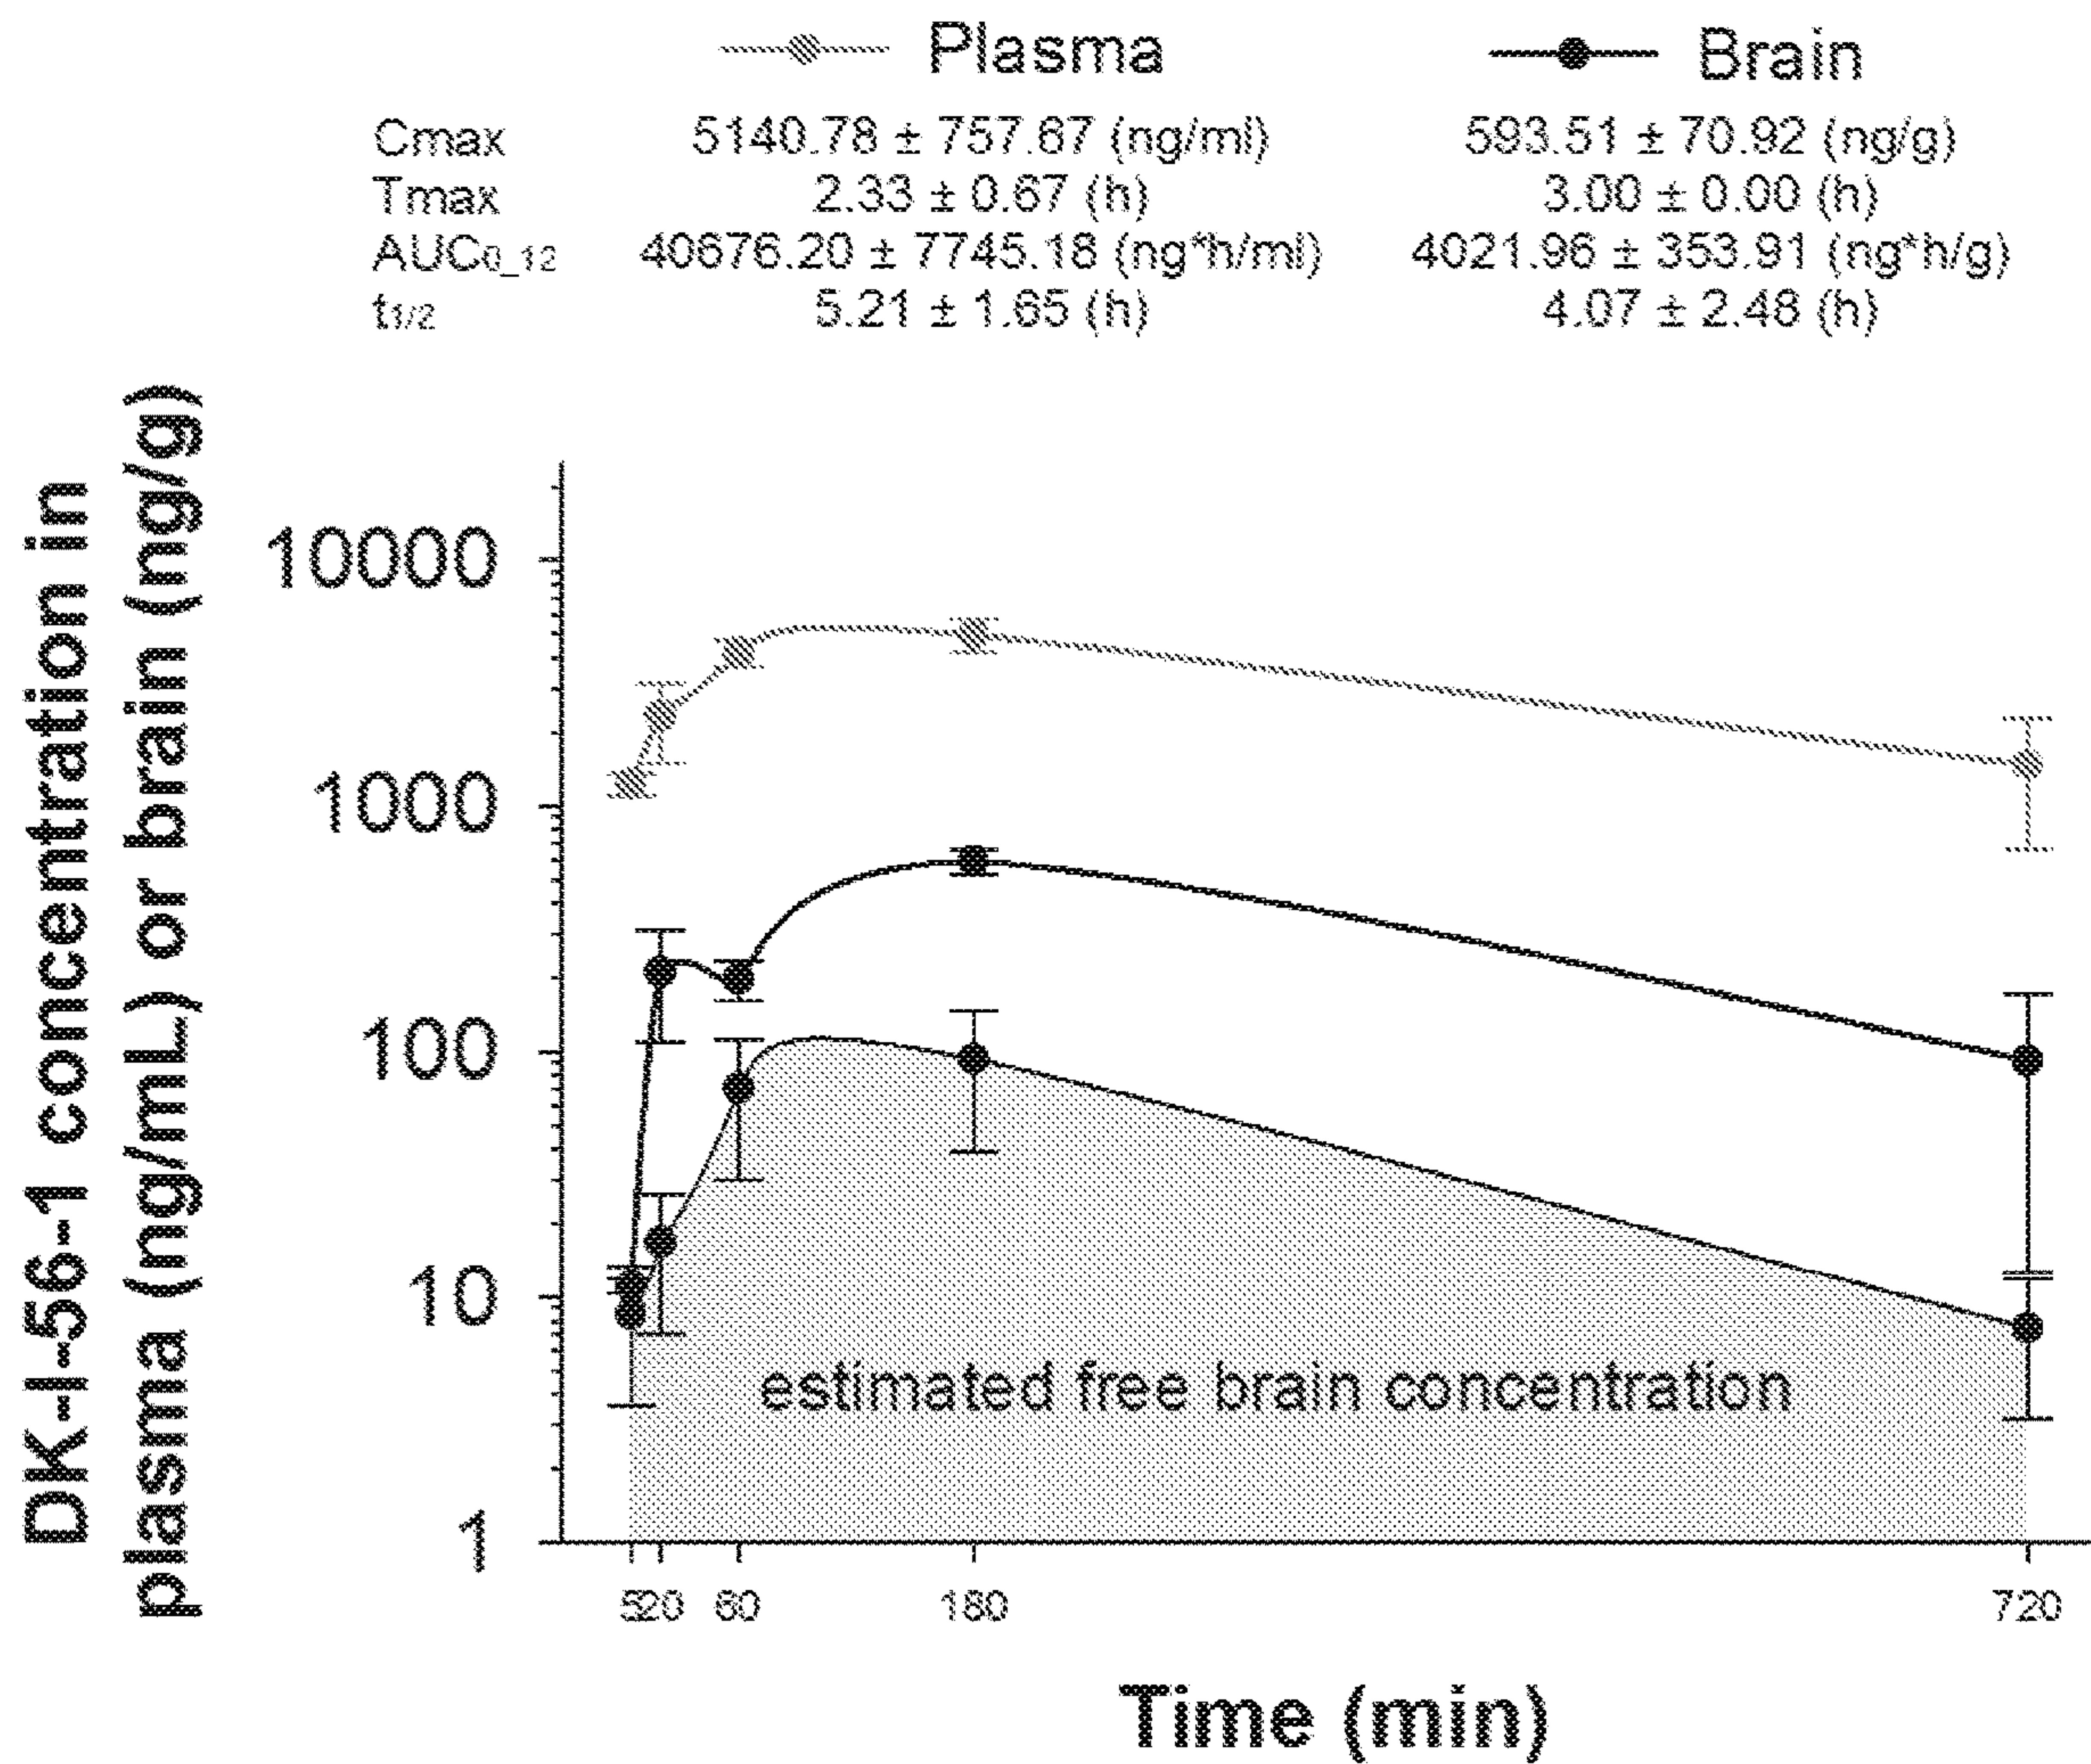 Plasma Brain
Cmax 5140.78 ± 757.67 (ng/ml) 593.51 ± 70.92 (ng/g)
Tmax 2.33 ± 0.67 (h) 3.00 ± 0.00 (h)
AUC0_12 40676.20 ± 7745.18 (ng*h/ml) 4021.96 ± 353.91 (ng*h/g)
t1/2 5.21 ± 1.65 (h) 4.07 ± 2.48 (h)
DK-I-56-1 concentration in
plasma (ng/mL) or brain (ng/g)
10000
1000
100
10
1
estimated free brain concentration
5 20 60 180 720
Time (min)